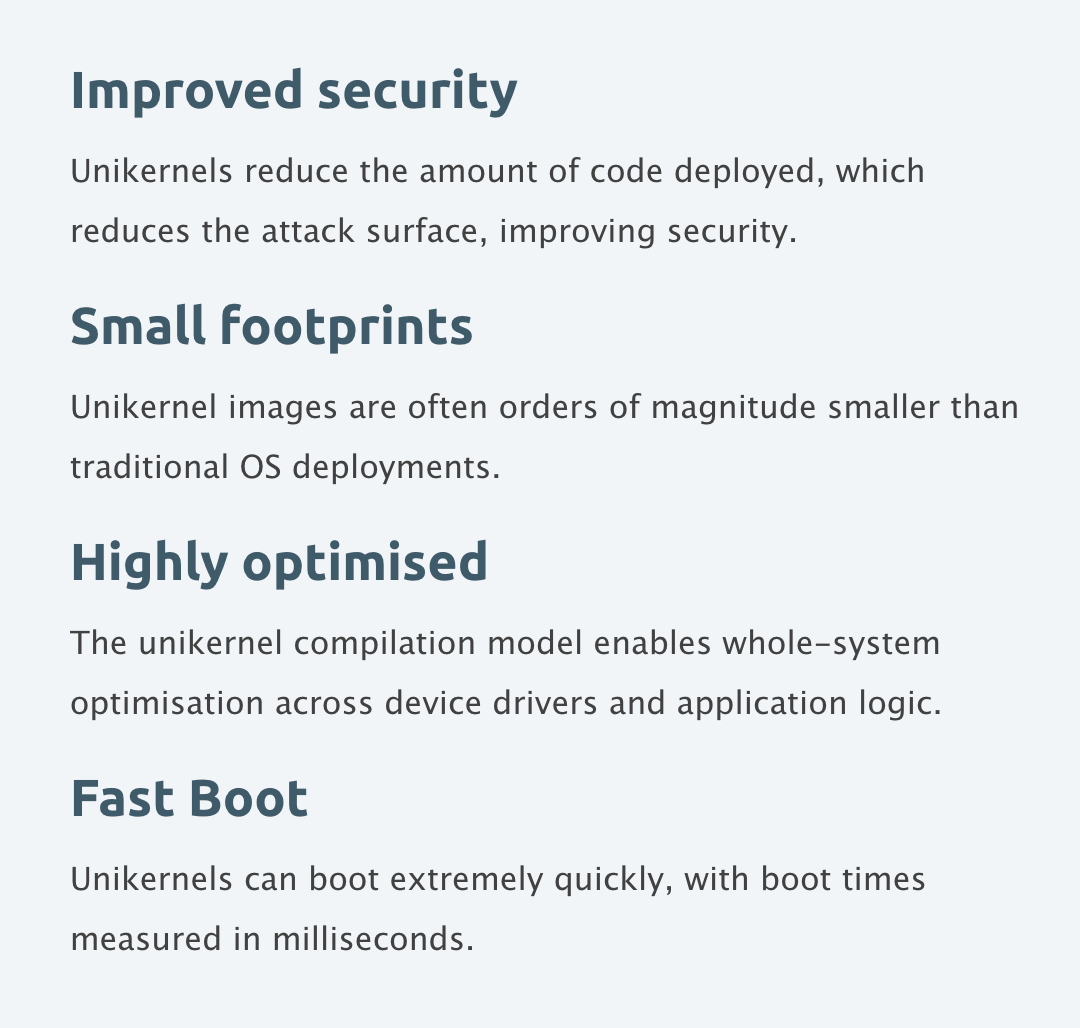 Improved security
Unikernels reduce the amount of code deployed, which
reduces the attack surface, improving security.
Small footprints
Unikernel images are often orders of magnitude smaller than
traditional OS deployments.
Highly optimised
The unikernel compilation model enables whole-system
optimisation across device drivers and application logic.
Fast Boot
Unikernels can boot extremely quickly, with boot times
measured in milliseconds.